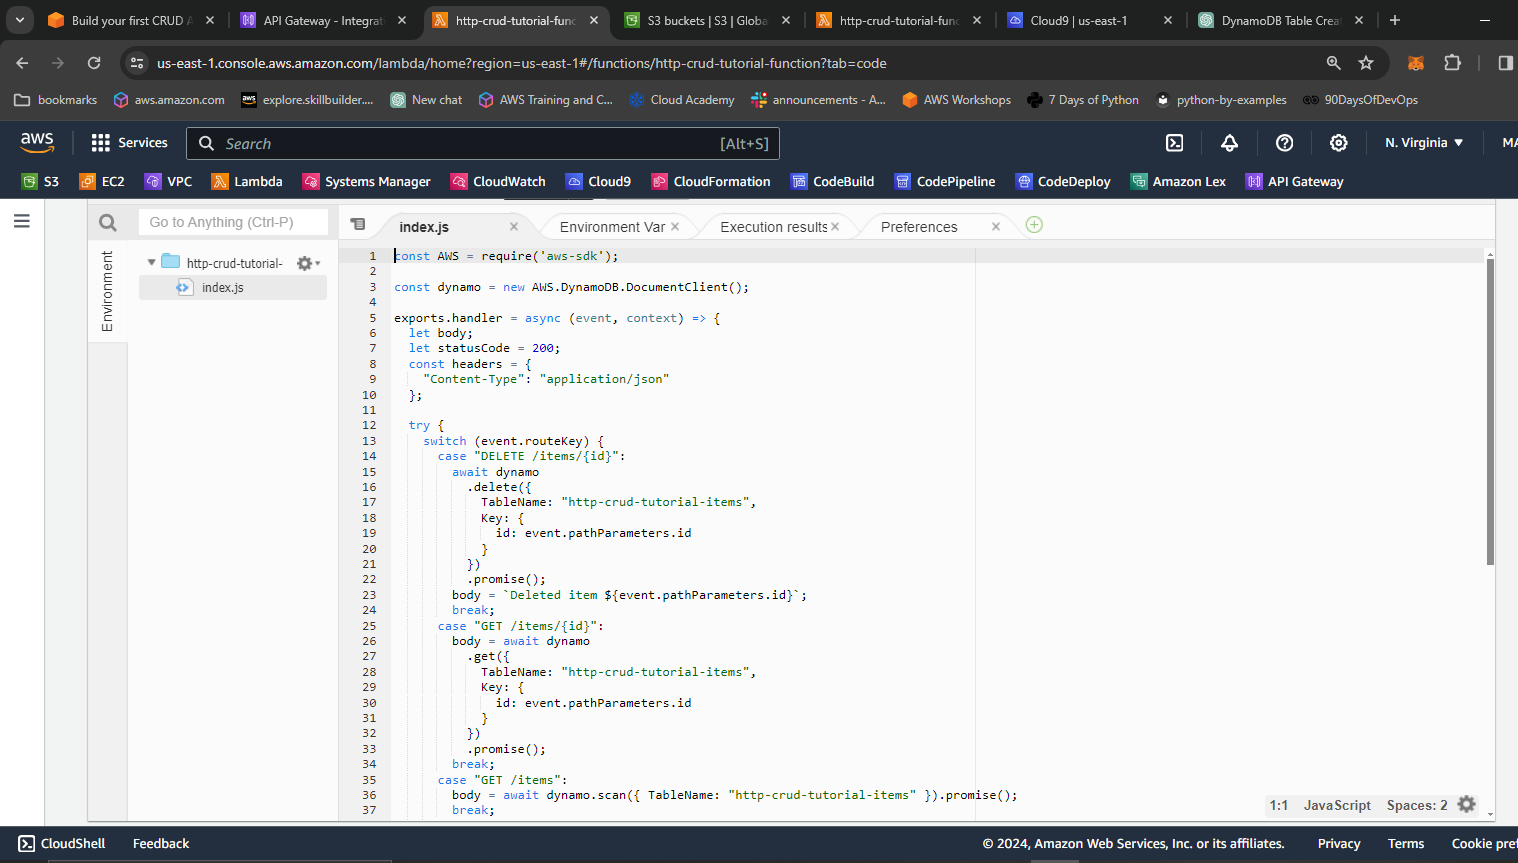 Build your first CRUD A
API Gateway - Integrati
http-crud-tutorial-func
S3 buckets | S3 | Globa
http-crud-tutorial-func
Cloud9 | us-east-1
DynamoDB Table Crea
us-east-1.console.aws.amazon.com/lambda/home?region=us-east-1#/functions/http-crud-tutorial-function?tab=code
bookmarks
aws.amazon.com
explore.skillbuilder....
New chat
AWS Training and C...
Cloud Academy
announcements - A...
AWS Workshops
7 Days of Python
python-by-examples
90DaysOfDevOps
aws
Services
Search
[Alt+S]
N. Virginia
MA
S3
EC2
VPC
Lambda
Systems Manager
CloudWatch
Cloud9
CloudFormation
CodeBuild
CodePipeline
CodeDeploy
Amazon Lex
API Gateway
Go to Anything (Ctrl-P)
index.js
Environment Var
Execution results
Preferences
Environment
http-crud-tutorial-
index.js
1 const AWS = require('aws-sdk');
2
3 const dynamo = new AWS.DynamoDB.DocumentClient();
4
5 exports.handler = async (event, context) => {
6 let body;
7 let statusCode = 200;
8 const headers = {
9 "Content-Type": "application/json"
10 };
11
12 try {
13 switch (event.routeKey) {
14 case "DELETE /items/{id}":
15 await dynamo
16 .delete({
17 TableName: "http-crud-tutorial-items",
18 Key: {
19 id: event.pathParameters.id
20 }
21 })
22 .promise();
23 body = `Deleted item ${event.pathParameters.id}`;
24 break;
25 case "GET /items/{id}":
26 body = await dynamo
27 .get({
28 TableName: "http-crud-tutorial-items",
29 Key: {
30 id: event.pathParameters.id
31 }
32 })
33 .promise();
34 break;
35 case "GET /items":
36 body = await dynamo.scan({ TableName: "http-crud-tutorial-items" }).promise();
37 break;
1:1 JavaScript Spaces: 2
CloudShell
Feedback
© 2024, Amazon Web Services, Inc. or its affiliates.
Privacy
Terms
Cookie pref